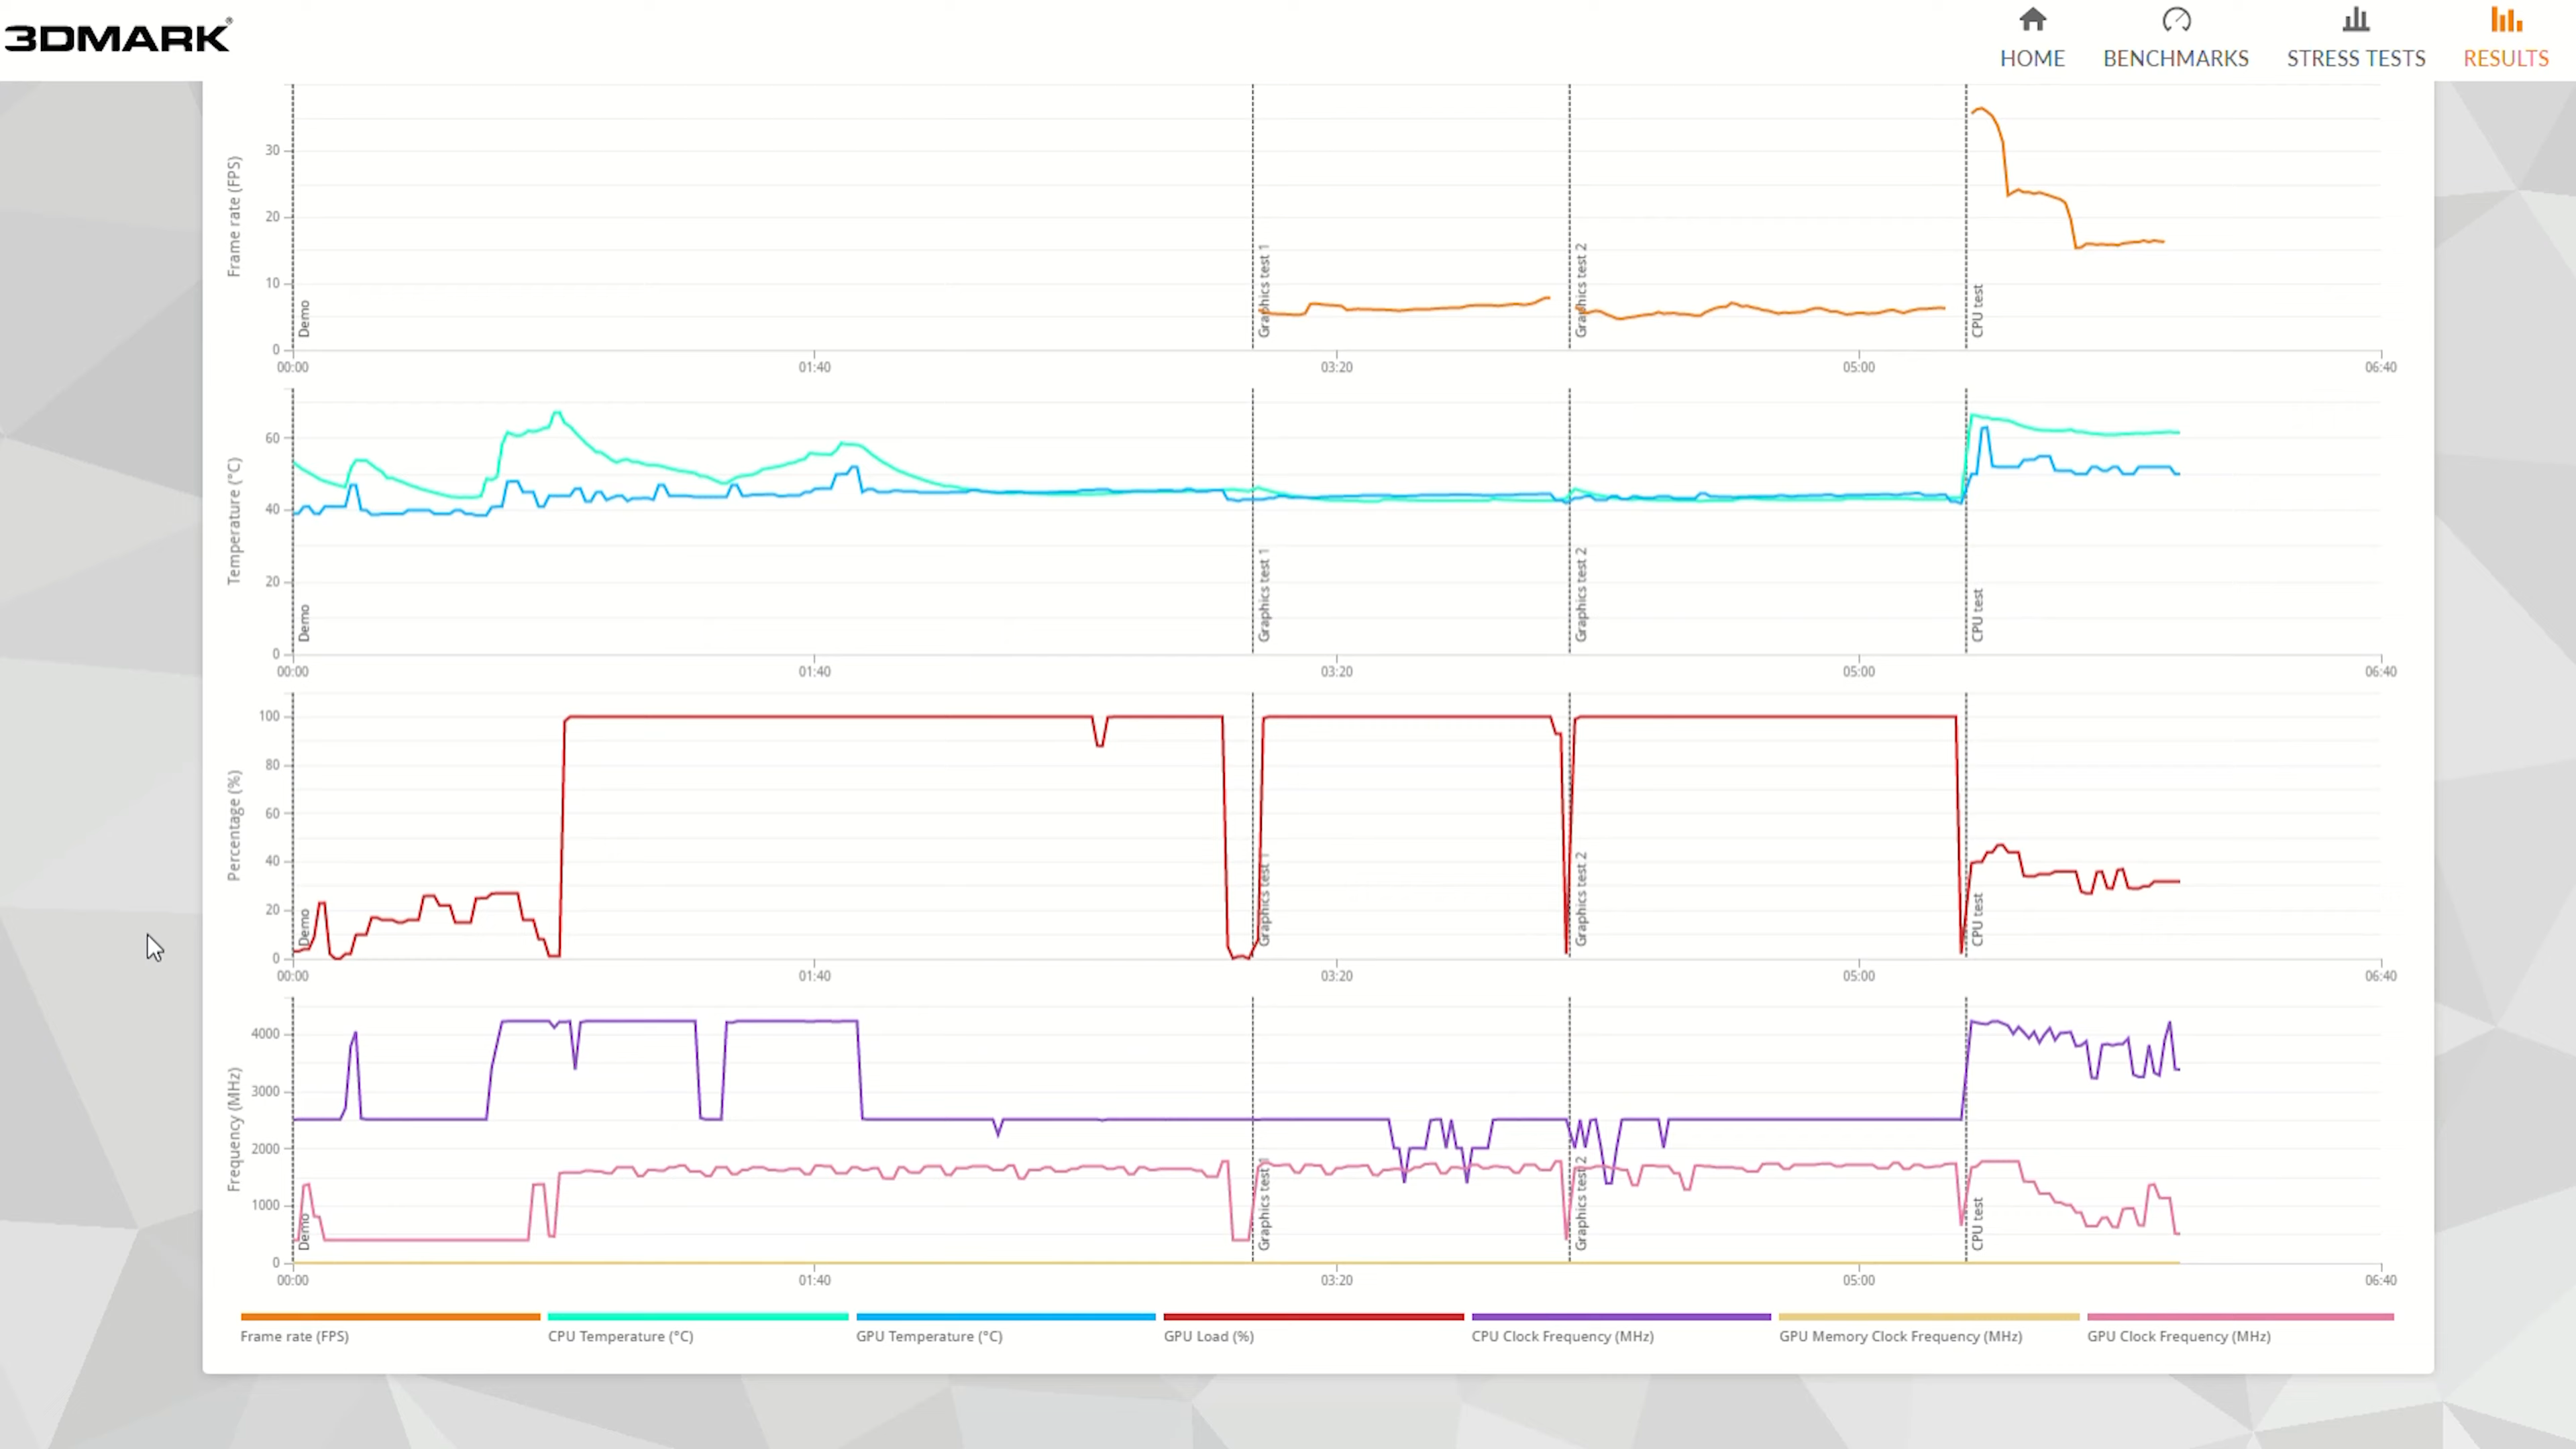 3DMARK®
HOME
BENCHMARKS
STRESS TESTS
RESULTS
Frame rate (FPS)
30
20
10
0
Demo
Graphics test 1
Graphics test 2
CPU test
00:00
01:40
03:20
05:00
06:40
Temperature (°C)
60
40
20
0
Demo
Graphics test 1
Graphics test 2
CPU test
00:00
01:40
03:20
05:00
06:40
Percentage (%)
100
80
60
40
20
0
Demo
Graphics test 1
Graphics test 2
CPU test
00:00
01:40
03:20
05:00
06:40
Frequency (MHz)
4000
3000
2000
1000
0
Demo
Graphics test 1
Graphics test 2
CPU test
00:00
01:40
03:20
05:00
06:40
Frame rate (FPS)
CPU Temperature (°C)
GPU Temperature (°C)
GPU Load (%)
CPU Clock Frequency (MHz)
GPU Memory Clock Frequency (MHz)
GPU Clock Frequency (MHz)